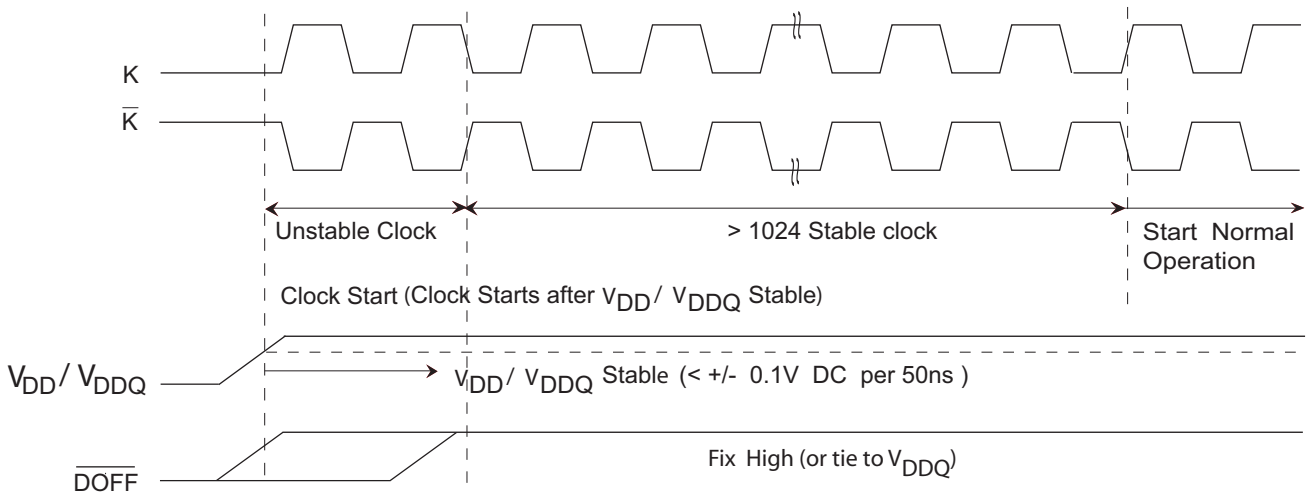 K
K̅
Unstable Clock
> 1024 Stable clock
Start Normal
Operation
Clock Start (Clock Starts after VDD / VDDQ Stable)
VDD / VDDQ
VDD / VDDQ Stable (< +/- 0.1V DC per 50ns )
D̅O̅F̅F̅
Fix High (or tie to VDDQ)